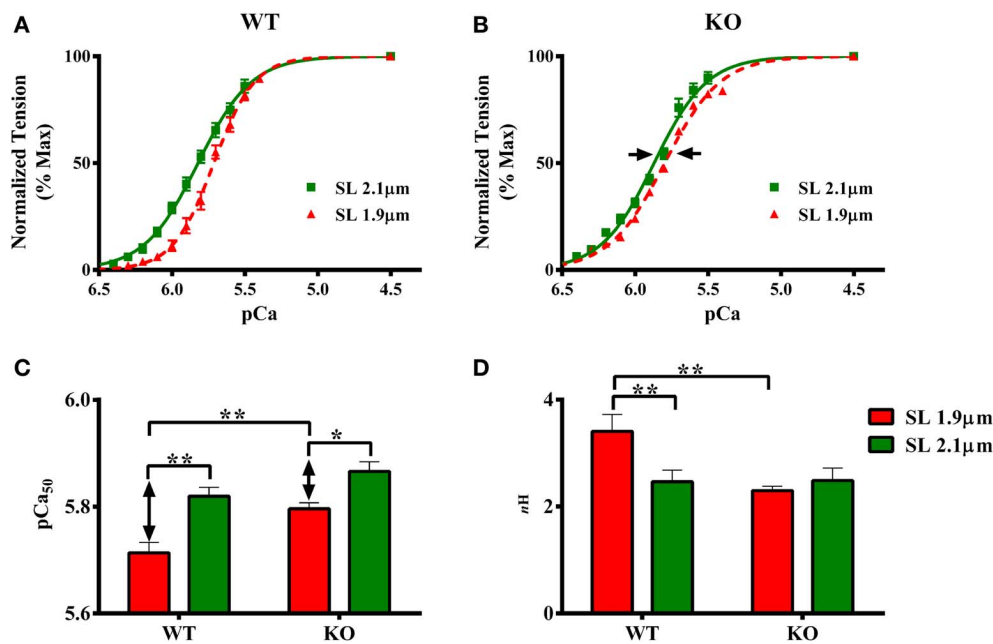 A
WT
Normalized Tension
(% Max)
100
50
0
SL 2.1μm
SL 1.9μm
6.5 6.0 5.5 5.0 4.5
pCa
B
KO
Normalized Tension
(% Max)
100
50
0
SL 2.1μm
SL 1.9μm
6.5 6.0 5.5 5.0 4.5
pCa
C
pCa50
6.0
5.8
5.6
**
**
*
WT KO
D
nH
4
2
0
**
**
WT KO
SL 1.9μm
SL 2.1μm